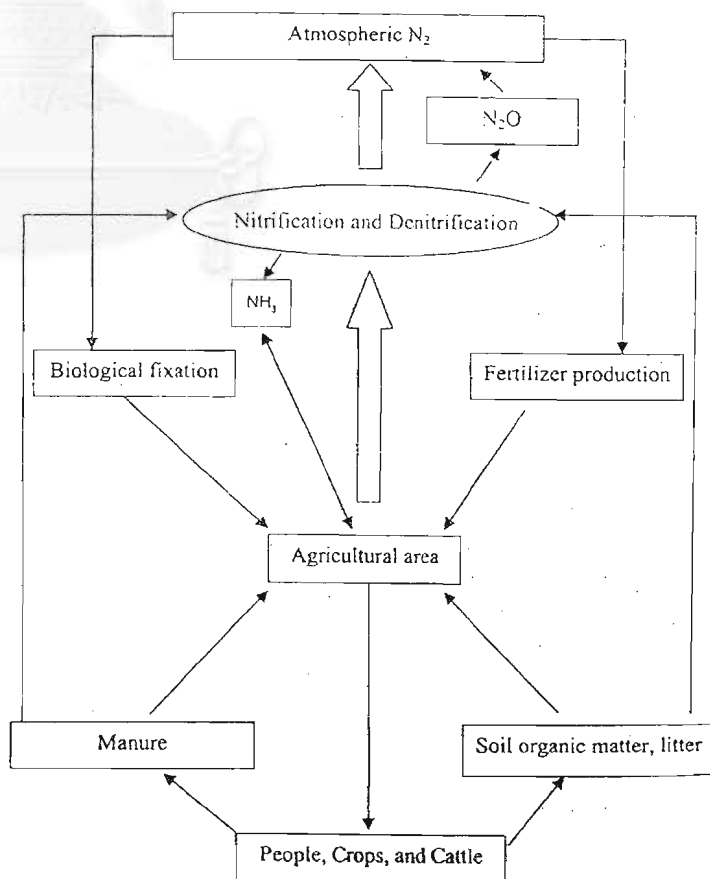 Atmospheric N₂
N₂O
Nitrification and Denitrification
NH₃
Biological fixation
Fertilizer production
Agricultural area
Manure
Soil organic matter, litter
People, Crops, and Cattle